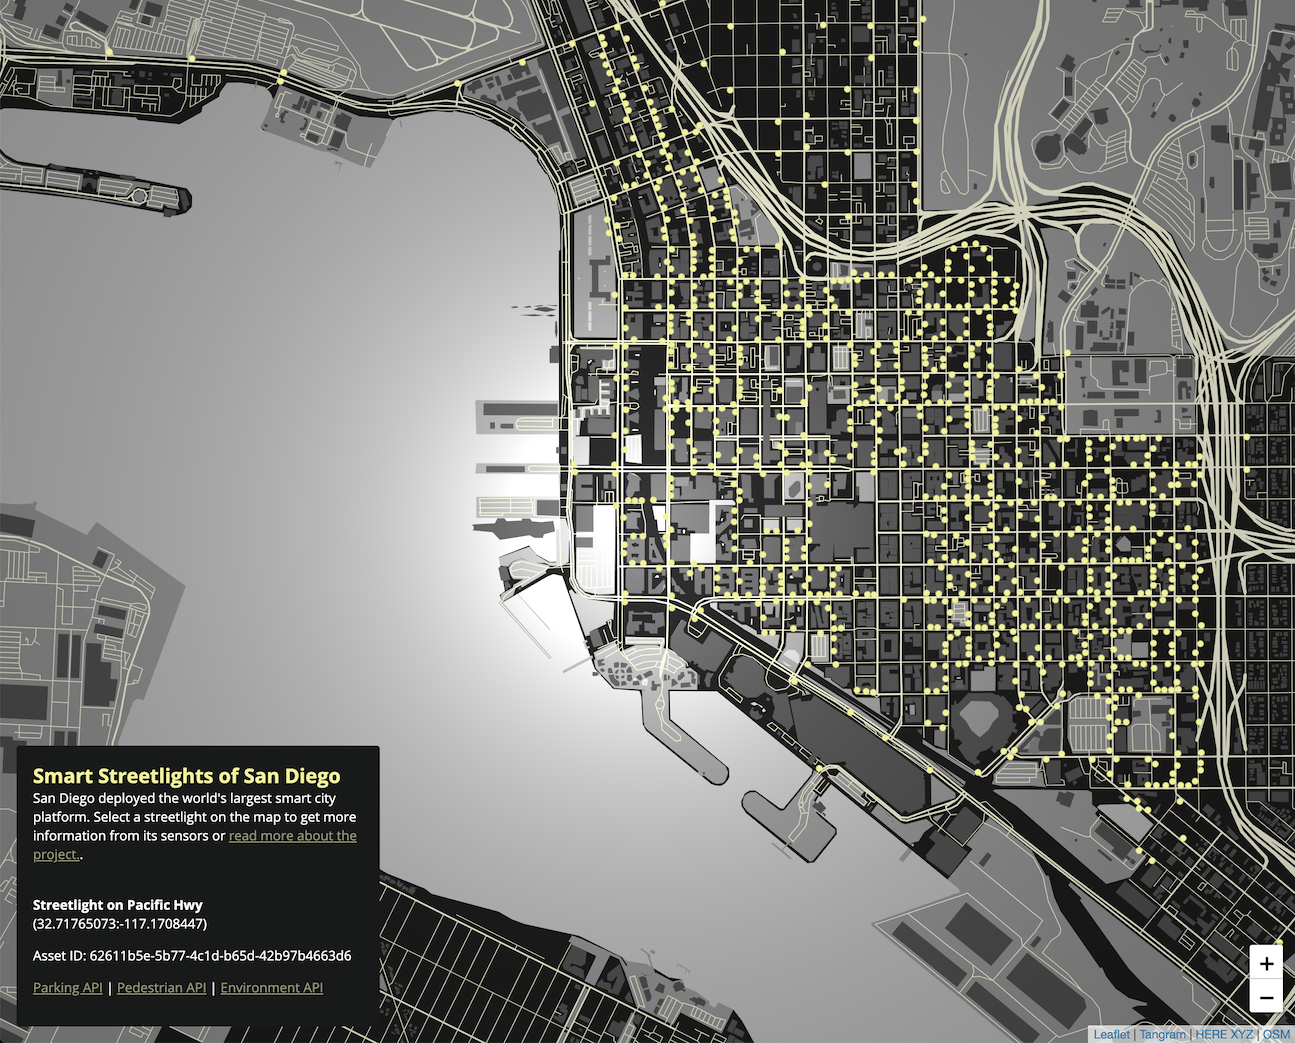 Smart Streetlights of San Diego
San Diego deployed the world's largest smart city
platform. Select a streetlight on the map to get more
information from its sensors or read more about the
project..
Streetlight on Pacific Hwy
(32.71765073:-117.1708447)
Asset ID: 62611b5e-5b77-4c1d-b65d-42b97b4663d6
Parking API | Pedestrian API | Environment API
+
−
Leaflet | Tangram | HERE XYZ | OSM